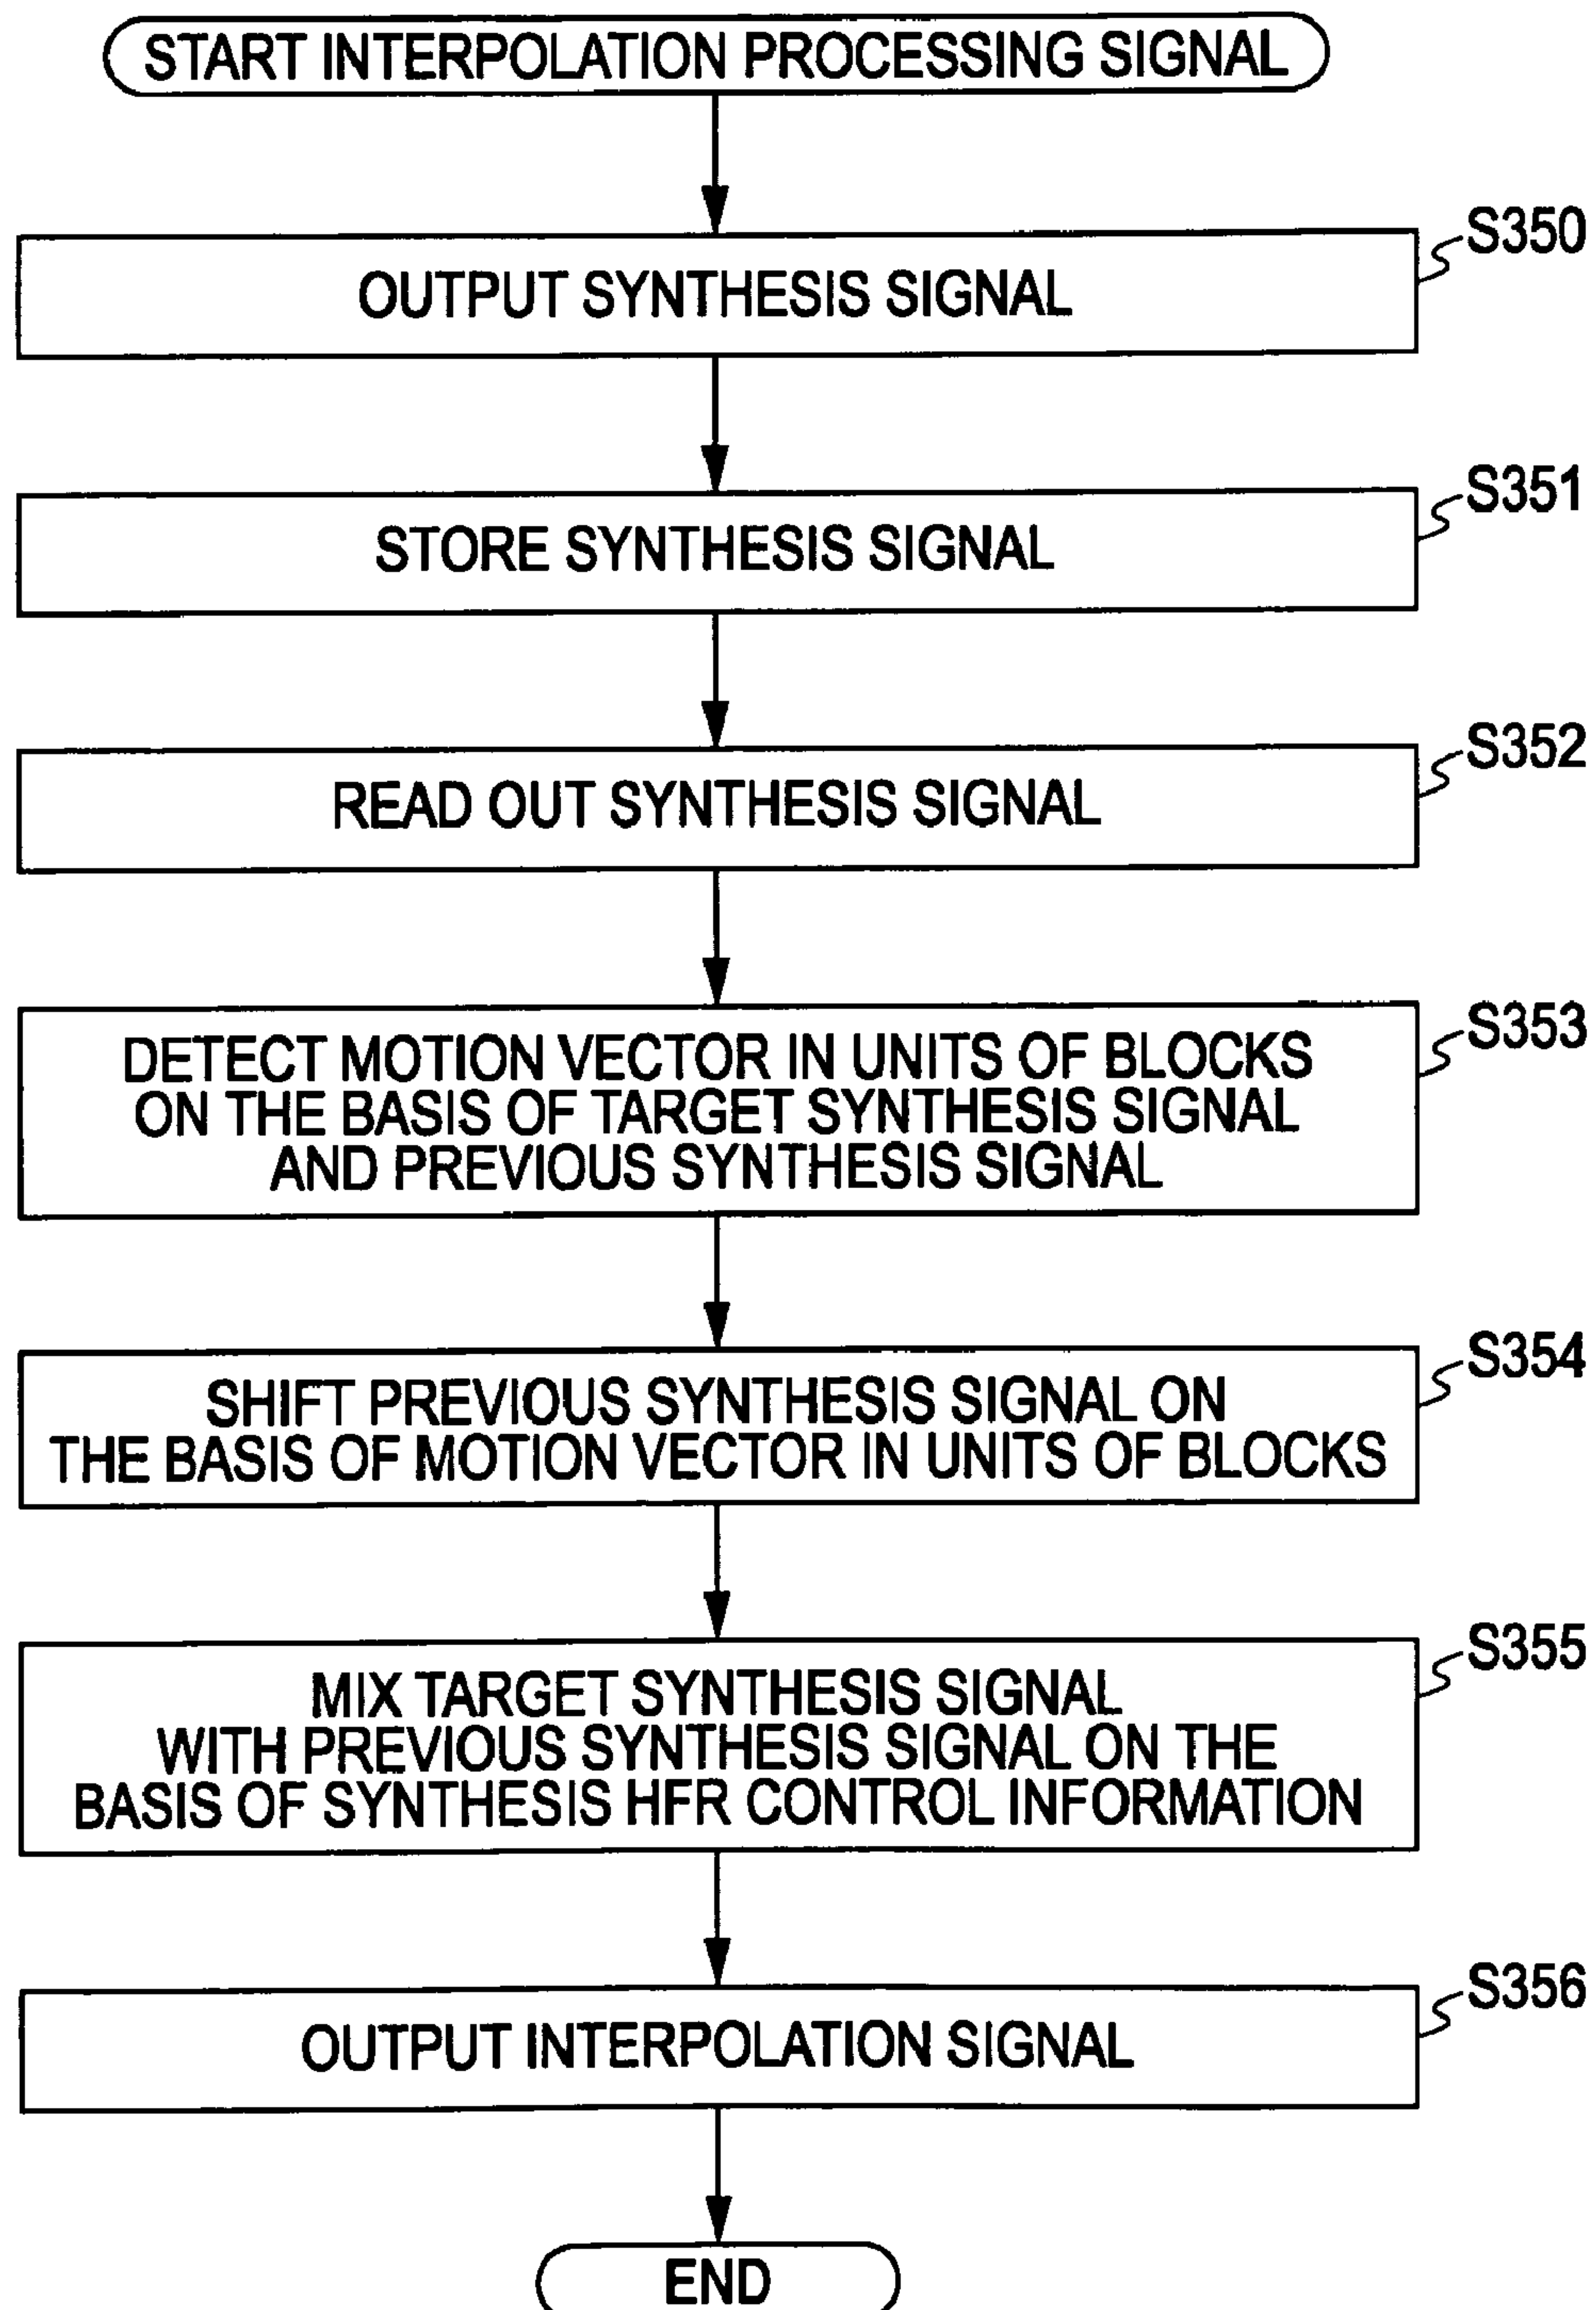 START INTERPOLATION PROCESSING SIGNAL
S350
OUTPUT SYNTHESIS SIGNAL
S351
STORE SYNTHESIS SIGNAL
S352
READ OUT SYNTHESIS SIGNAL
S353
DETECT MOTION VECTOR IN UNITS OF BLOCKS
ON THE BASIS OF TARGET SYNTHESIS SIGNAL
AND PREVIOUS SYNTHESIS SIGNAL
S354
SHIFT PREVIOUS SYNTHESIS SIGNAL ON
THE BASIS OF MOTION VECTOR IN UNITS OF BLOCKS
S355
MIX TARGET SYNTHESIS SIGNAL
WITH PREVIOUS SYNTHESIS SIGNAL ON THE
BASIS OF SYNTHESIS HFR CONTROL INFORMATION
S356
OUTPUT INTERPOLATION SIGNAL
END